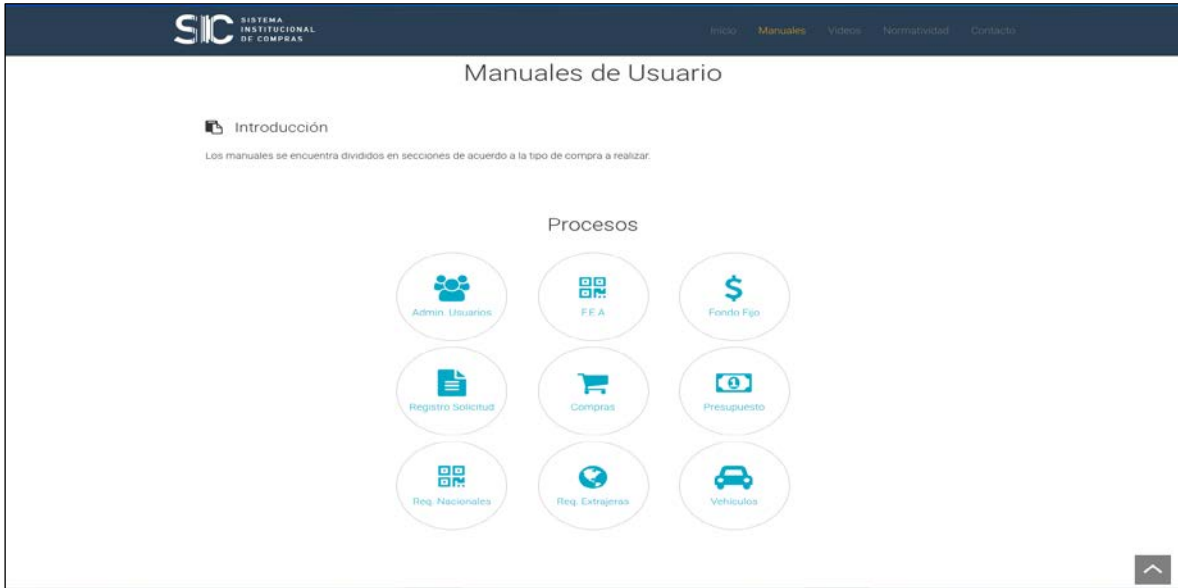 SIC SISTEMA
INSTITUCIONAL
DE COMPRAS
Inicio Manuales Videos Normatividad Contacto
Manuales de Usuario
Introducción
Los manuales se encuentra divididos en secciones de acuerdo a la tipo de compra a realizar.
Procesos
Admin. Usuarios F.E.A Fondo Fijo
Registro Solicitud Compras Presupuesto
Req. Nacionales Req. Extrajeras Vehículos